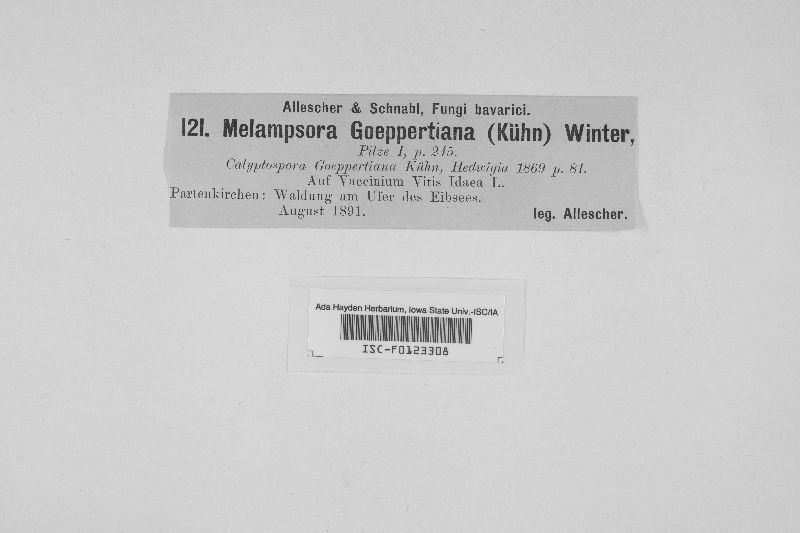 Allescher & Schnabl, Fungi bavarici.
121. Melampsora Goeppertiana (Kühn) Winter,
Pilze I, p. 245.
Calyptospora Goeppertiana Kühn, Hedwigia 1869 p. 81.
Auf Vaccinium Vitis Idaea L.
Partenkirchen: Waldung am Ufer des Eibsees.
August 1891.
leg. Allescher.
Ada Hayden Herbarium, Iowa State Univ.-ISC/IA
ISC-F0123308